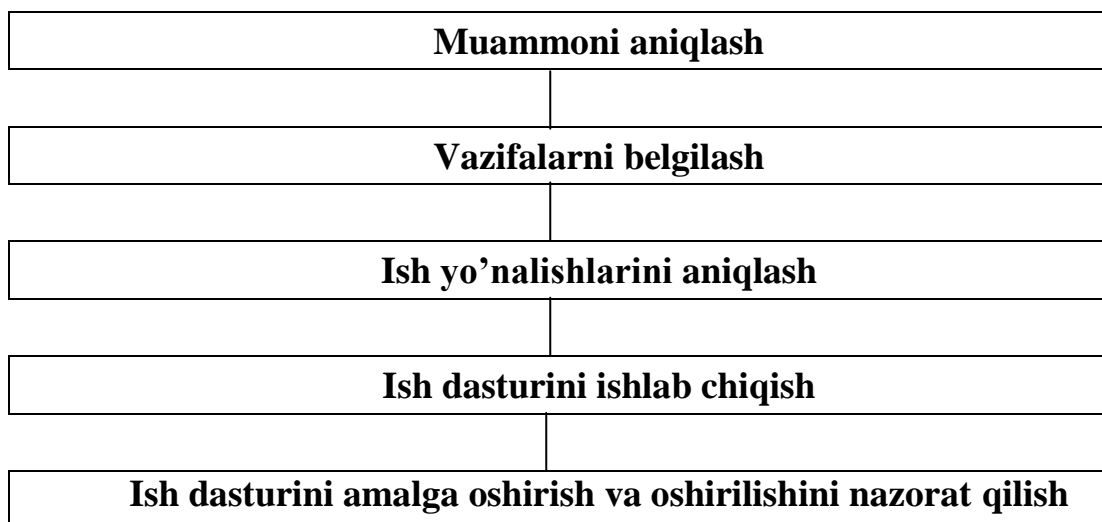 Muammoni aniqlash
Vazifalarni belgilash
Ish yo’nalishlarini aniqlash
Ish dasturini ishlab chiqish
Ish dasturini amalga oshirish va oshirilishini nazorat qilish